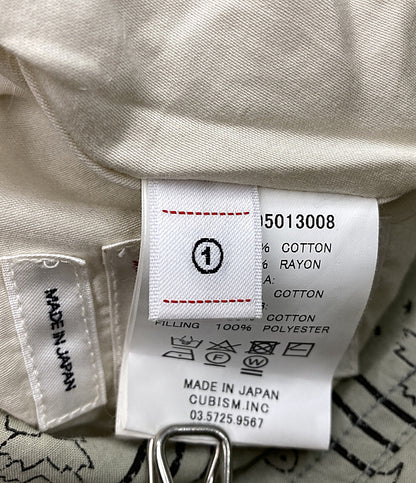 5013008
% COTTON
% RAYON
A:
COTTON
COTTON
FILLING 100% POLYESTER
P
W
MADE IN JAPAN
CUBISM.INC
03.5725.9567
1
MADE IN JAPAN